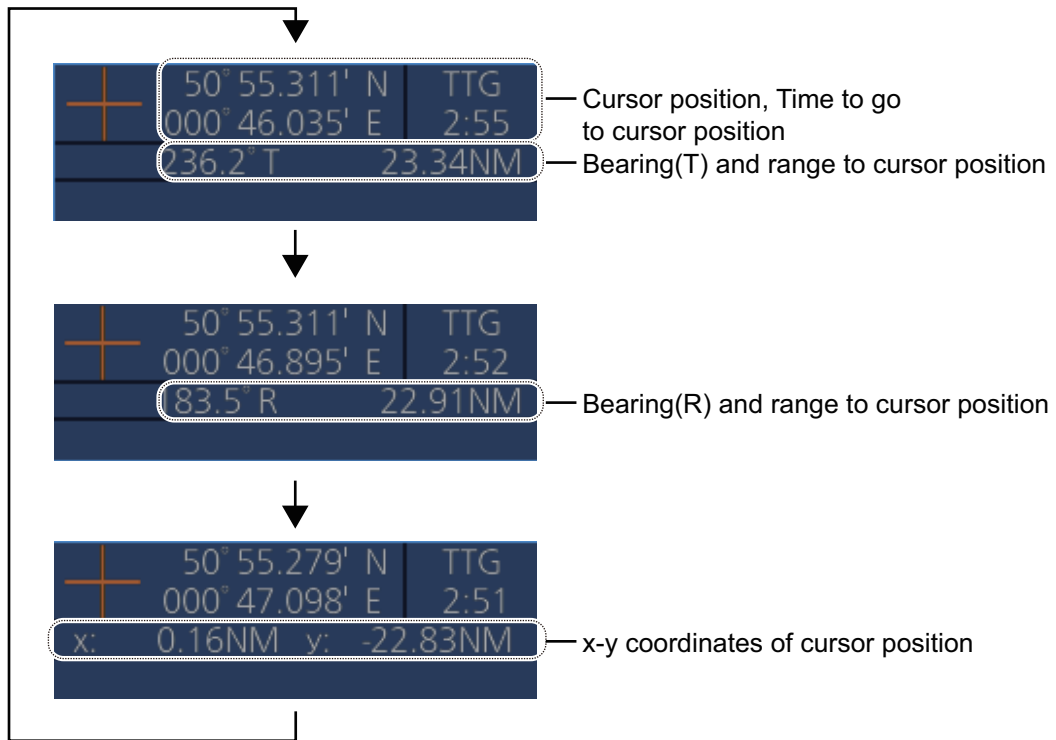 50° 55.311' N TTG
000° 46.035' E 2:55
Cursor position, Time to go
to cursor position
236.2° T 23.34NM
Bearing(T) and range to cursor position
50° 55.311' N TTG
000° 46.895' E 2:52
183.5° R 22.91NM
Bearing(R) and range to cursor position
50° 55.279' N TTG
000° 47.098' E 2:51
x: 0.16NM y: -22.83NM
x-y coordinates of cursor position